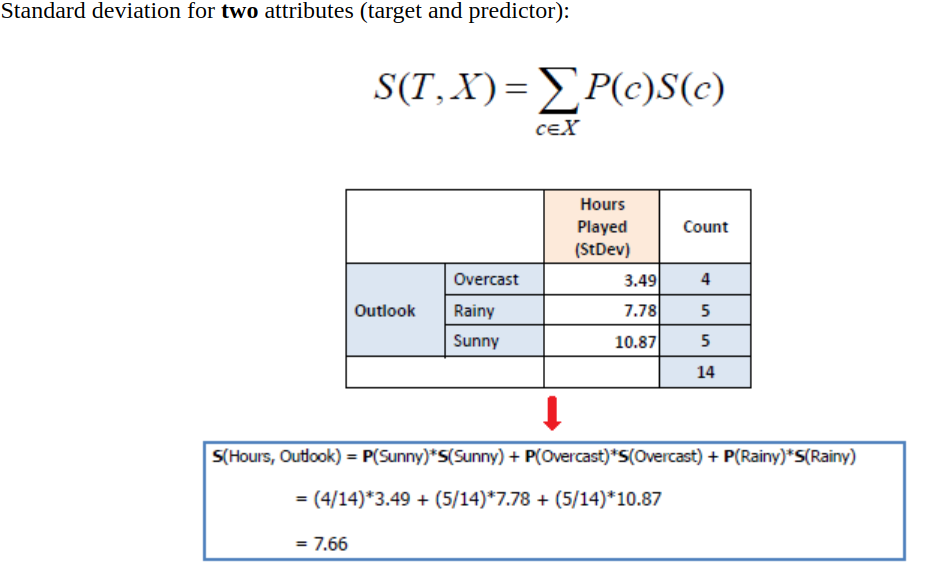 Standard deviation for two attributes (target and predictor):
S(T, X) = ∑ P(c)S(c)
c∈X
Hours
Played
(StDev)
Count
Outlook
Overcast 3.49 4
Rainy 7.78 5
Sunny 10.87 5
14
S(Hours, Outlook) = P(Sunny)*S(Sunny) + P(Overcast)*S(Overcast) + P(Rainy)*S(Rainy)
= (4/14)*3.49 + (5/14)*7.78 + (5/14)*10.87
= 7.66